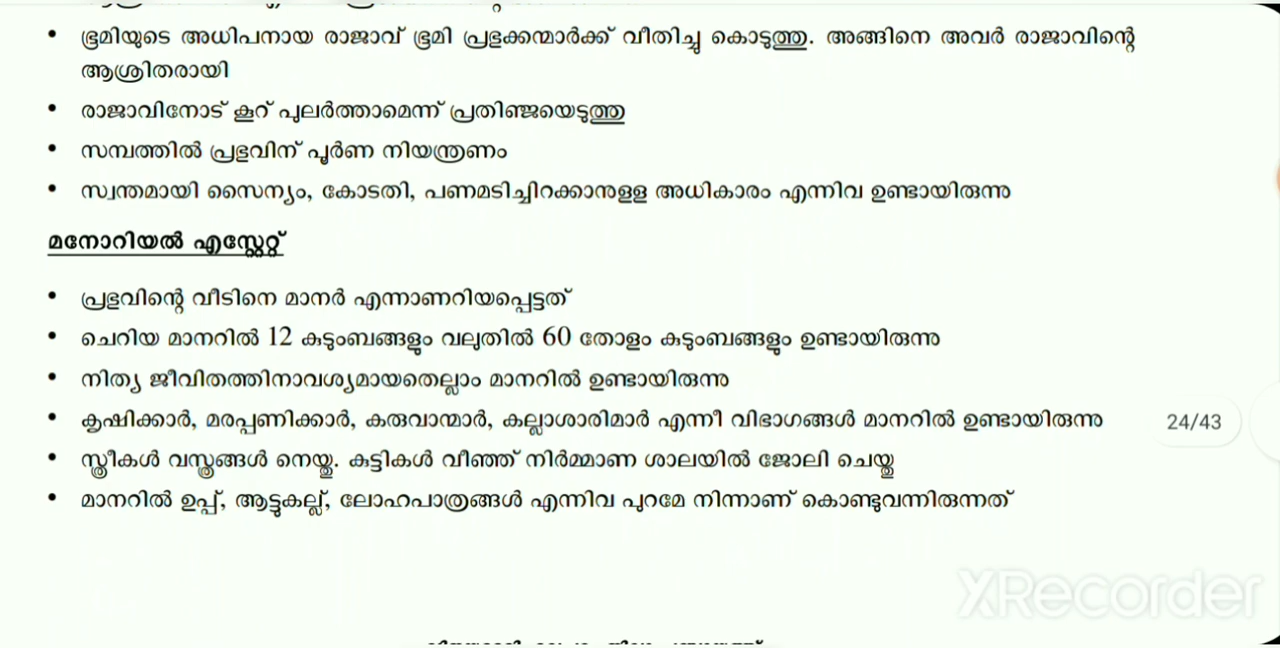 • ഭൂമിയുടെ അധിപനായ രാജാവ് ഭൂമി പ്രഭുക്കന്മാർക്ക് വീതിച്ചു കൊടുത്തു. അങ്ങിനെ അവർ രാജാവിന്റെ
ആശ്രിതരായി
• രാജാവിനോട് കൂറ് പുലർത്താമെന്ന് പ്രതിഞ്ജയെടുത്തു
• സമ്പത്തിൽ പ്രഭുവിന് പൂർണ നിയന്ത്രണം
• സ്വന്തമായി സൈന്യം, കോടതി, പണമടിച്ചിറക്കാനുളള അധികാരം എന്നിവ ഉണ്ടായിരുന്നു
മനോറിയൽ എസ്റ്റേറ്റ്
• പ്രഭുവിന്റെ വീടിനെ മാനർ എന്നാണറിയപ്പെട്ടത്
• ചെറിയ മാനറിൽ 12 കുടുംബങ്ങളും വലുതിൽ 60 തോളം കുടുംബങ്ങളും ഉണ്ടായിരുന്നു
• നിത്യ ജീവിതത്തിനാവശ്യമായതെല്ലാം മാനറിൽ ഉണ്ടായിരുന്നു
• കൃഷിക്കാർ, മരപ്പണിക്കാർ, കരുവാന്മാർ, കല്ലാശാരിമാർ എന്നീ വിഭാഗങ്ങൾ മാനറിൽ ഉണ്ടായിരുന്നു
24/43
• സ്ത്രീകൾ വസ്ത്രങ്ങൾ നെയ്തു. കുട്ടികൾ വീഞ്ഞ് നിർമ്മാണ ശാലയിൽ ജോലി ചെയ്തു
• മാനറിൽ ഉപ്പ്, ആട്ടുകല്ല്, ലോഹപാത്രങ്ങൾ എന്നിവ പുറമേ നിന്നാണ് കൊണ്ടുവന്നിരുന്നത്
XRecorder